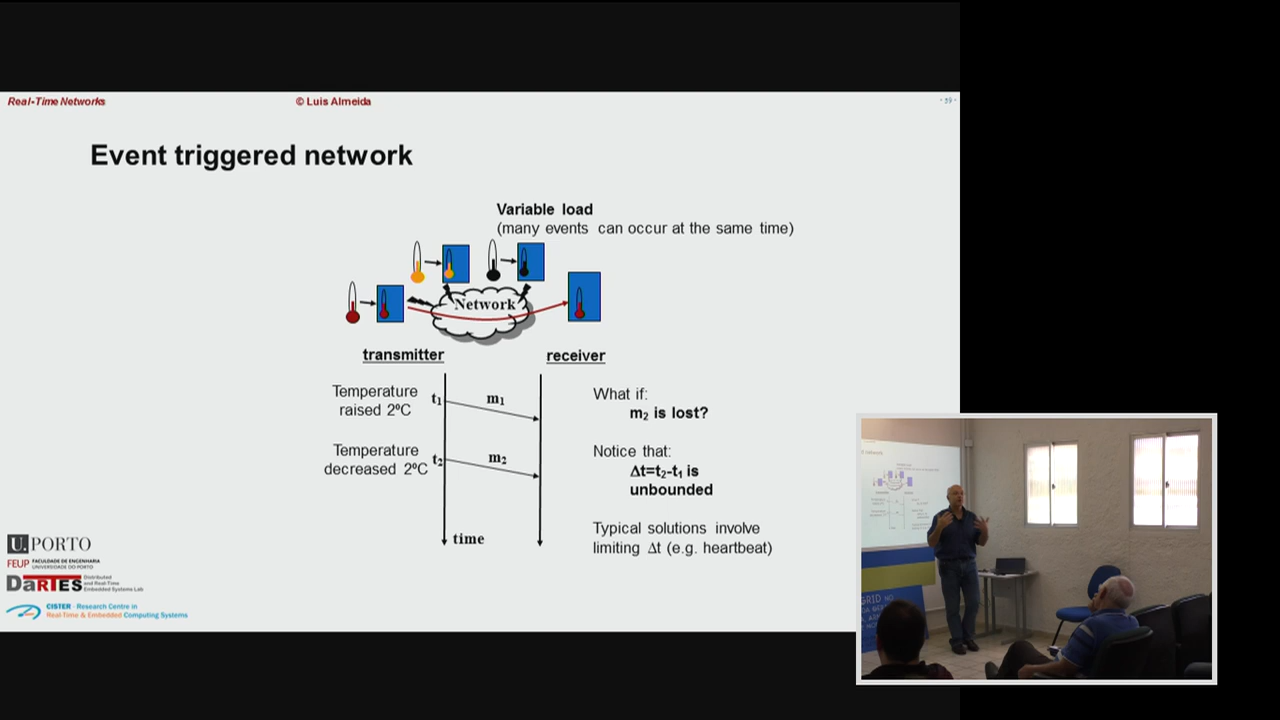 Real-Time Networks
© Luis Almeida
· 59 ·
Event triggered network
Variable load
(many events can occur at the same time)
Network
transmitter
receiver
Temperature
raised 2ºC
t₁
m₁
Temperature
decreased 2ºC
t₂
m₂
time
What if:
m₂ is lost?
Notice that:
Δt=t₂-t₁ is
unbounded
Typical solutions involve
limiting Δt (e.g. heartbeat)
U. PORTO
FEUP FACULDADE DE ENGENHARIA
UNIVERSIDADE DO PORTO
DaRTES Distributed
and Real-Time
Embedded Systems Lab
CISTER - Research Centre in
Real-Time & Embedded Computing Systems
GRID NO